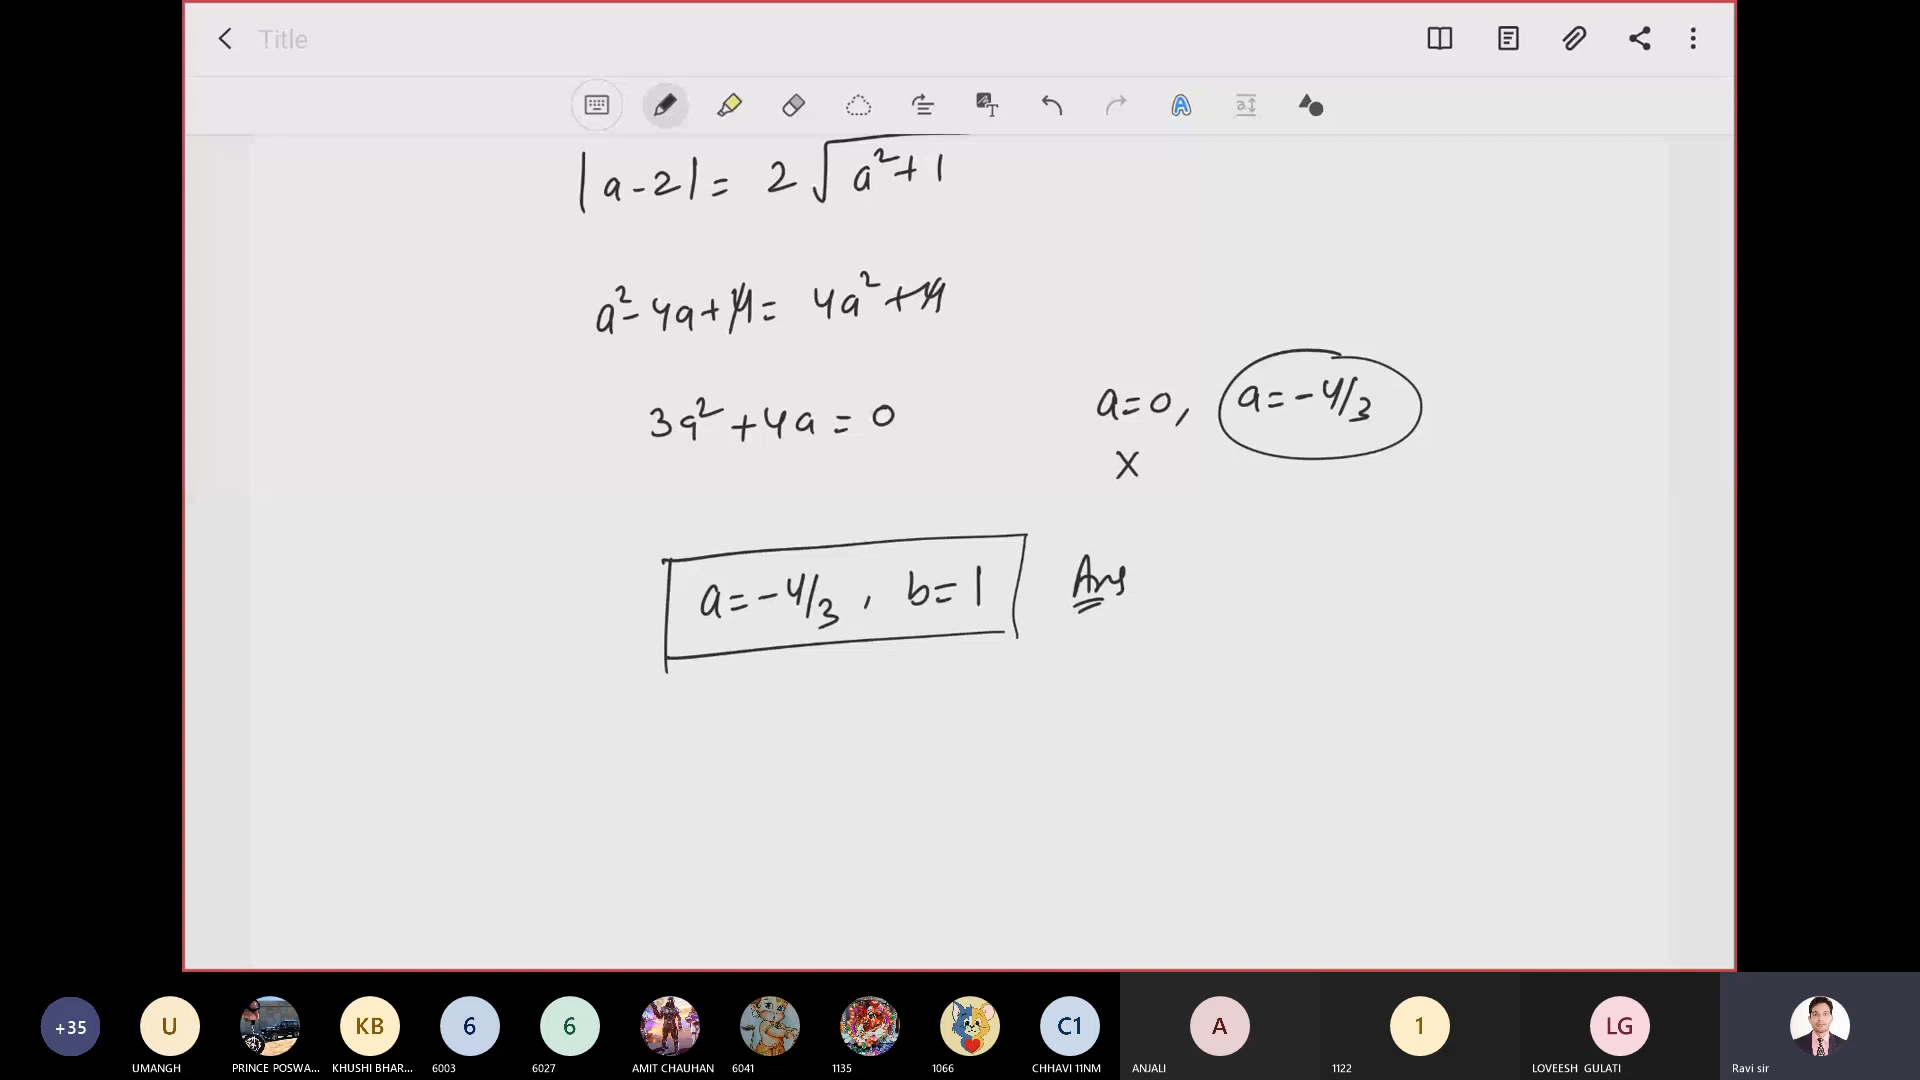 Title
|a-2| = 2√a²+1
a²-4a+4 = 4a²+4
3a²+4a = 0
a=0, a=-4/3
X
a=-4/3, b=1 Ans
+35
U
KB
6
6
C1
A
1
LG
UMANGH
PRINCE POSWA...
KHUSHI BHAR...
6003
6027
AMIT CHAUHAN
6041
1135
1066
CHHAVI 11NM
ANJALI
1122
LOVEESH GULATI
Ravi sir